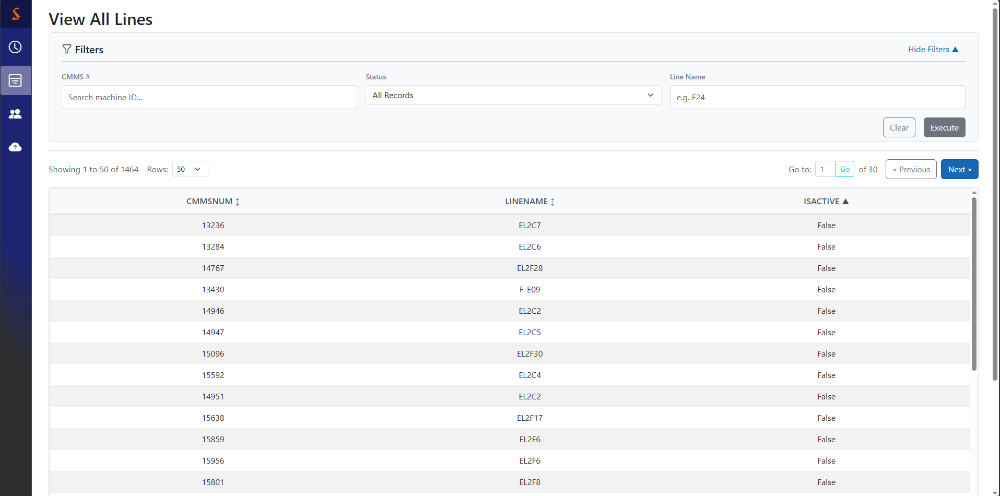 View All Lines
Filters
Hide Filters ▲
CMMS #
Status
Line Name
Search machine ID...
All Records
e.g. F24
Clear
Execute
Showing 1 to 50 of 1464 Rows: 50
Go to: 1 Go of 30 « Previous Next »
CMMSNUM ↕ LINENAME ↕ ISACTIVE ▲
13236 EL2C7 False
13284 EL2C6 False
14767 EL2F28 False
13430 F-E09 False
14946 EL2C2 False
14947 EL2C5 False
15096 EL2F30 False
15592 EL2C4 False
14951 EL2C2 False
15638 EL2F17 False
15859 EL2F6 False
15956 EL2F6 False
15801 EL2F8 False